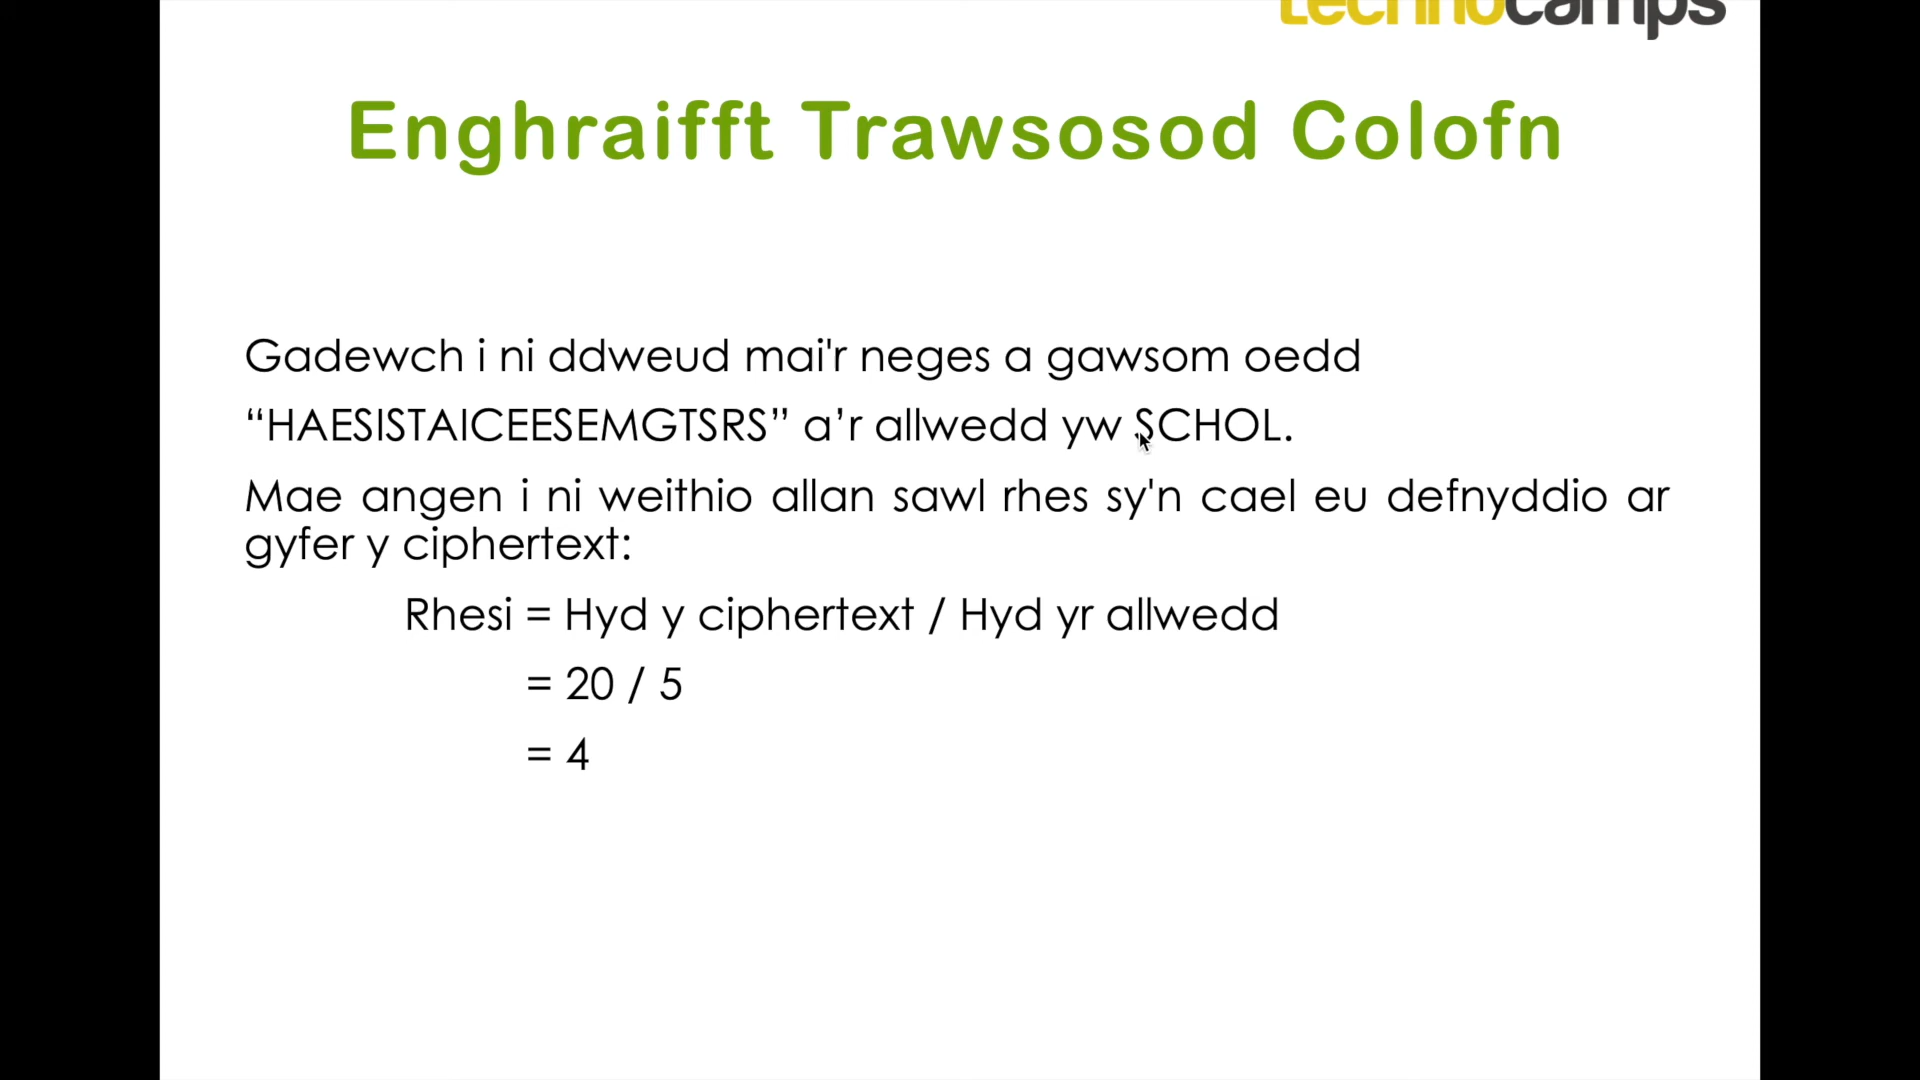 technocamps
Enghraifft Trawsosod Colofn
Gadewch i ni ddweud mai'r neges a gawsom oedd
“HAESISTAICEESEMGTSRS” a’r allwedd yw SCHOL.
Mae angen i ni weithio allan sawl rhes sy'n cael eu defnyddio ar
gyfer y ciphertext:
Rhesi = Hyd y ciphertext / Hyd yr allwedd
= 20 / 5
= 4